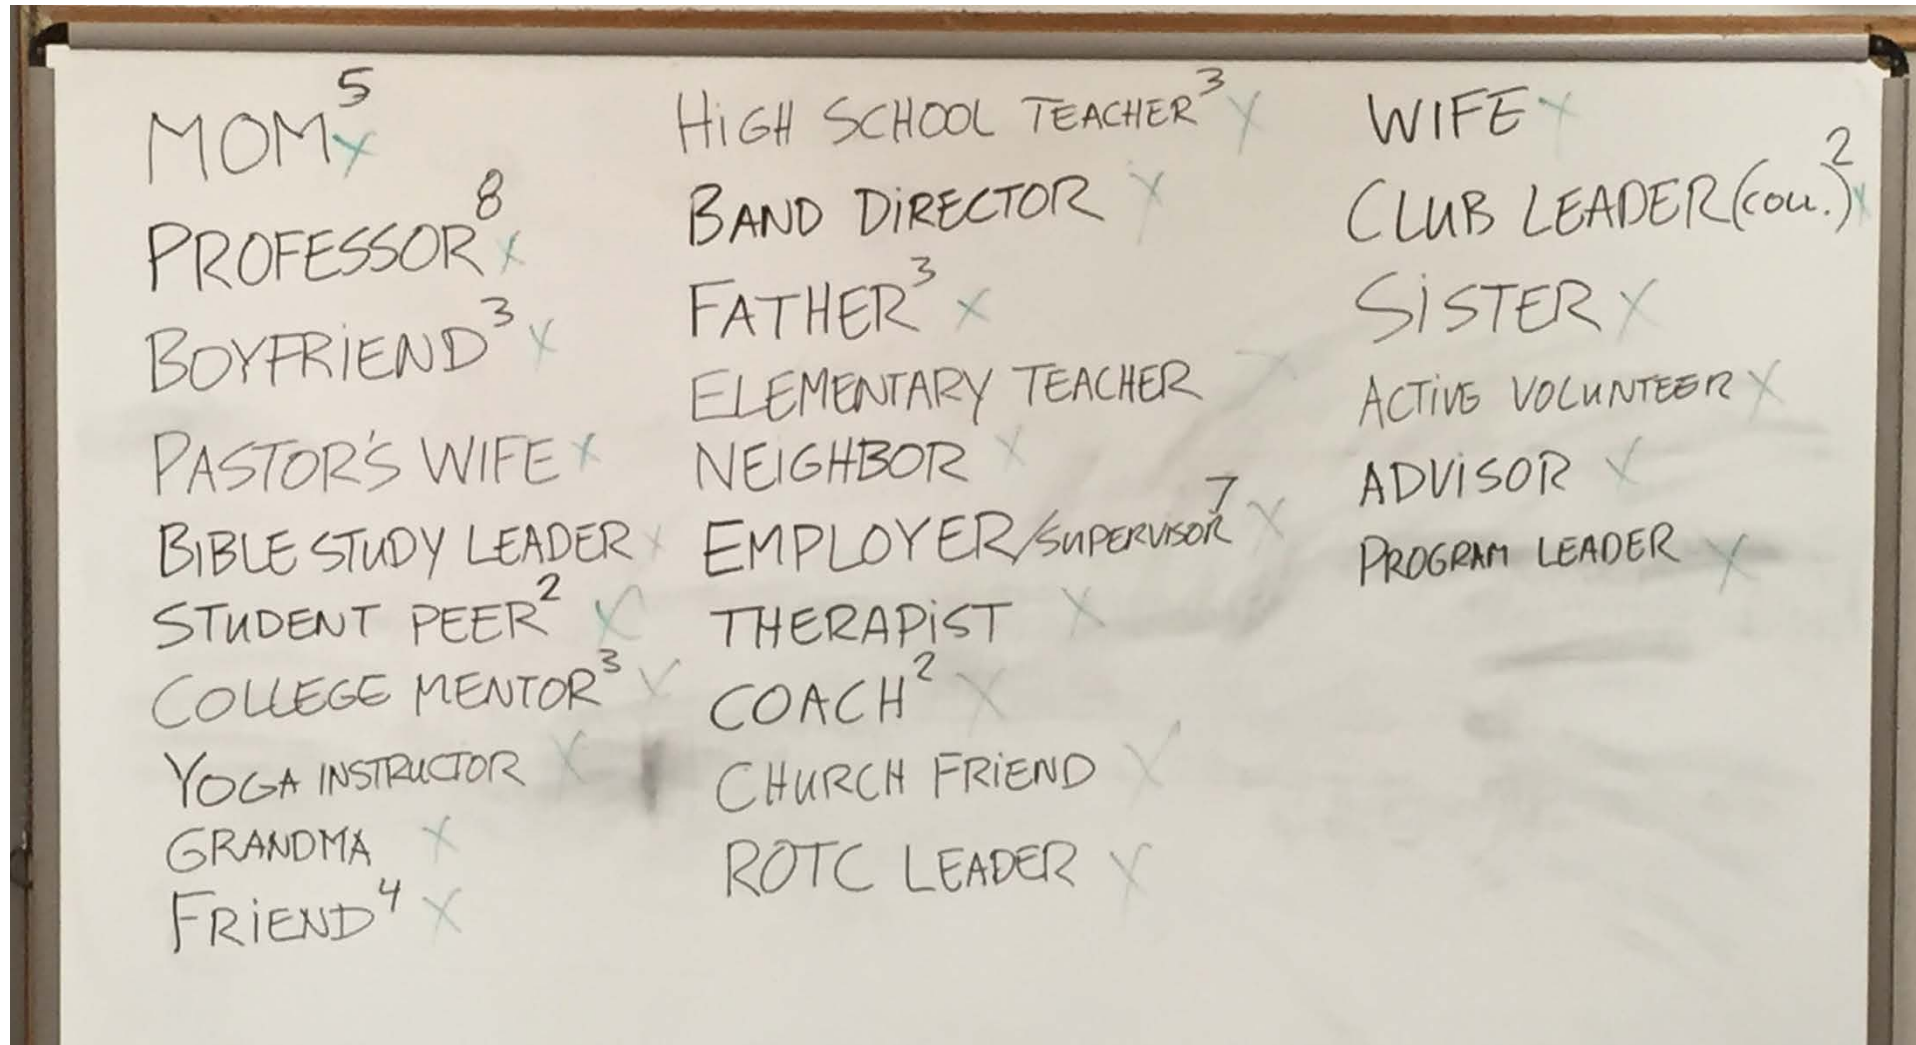 MOM⁵ x
PROFESSOR⁸ x
BOYFRIEND³ x
PASTOR'S WIFE x
BIBLE STUDY LEADER x
STUDENT PEER² x
COLLEGE MENTOR³ x
YOGA INSTRUCTOR x
GRANDMA x
FRIEND⁴ x
HIGH SCHOOL TEACHER³ x
BAND DIRECTOR x
FATHER³ x
ELEMENTARY TEACHER x
NEIGHBOR x
EMPLOYER/SUPERVISOR⁷ x
THERAPIST x
COACH² x
CHURCH FRIEND x
ROTC LEADER x
WIFE x
CLUB LEADER (COLL.)² x
SISTER x
ACTIVE VOLUNTEER x
ADVISOR x
PROGRAM LEADER x